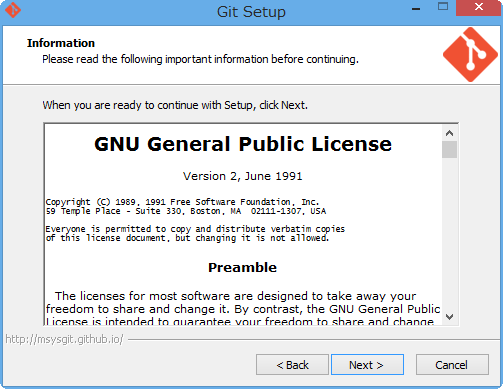 Git Setup
Information
Please read the following important information before continuing.
When you are ready to continue with Setup, click Next.
GNU General Public License
Version 2, June 1991
Copyright (C) 1989, 1991 Free Software Foundation, Inc.
59 Temple Place - Suite 330, Boston, MA  02111-1307, USA
Everyone is permitted to copy and distribute verbatim copies
of this license document, but changing it is not allowed.
Preamble
The licenses for most software are designed to take away your
freedom to share and change it. By contrast, the GNU General Public
License is intended to guarantee your freedom to share and change
http://msysgit.github.io/
< Back
Next >
Cancel